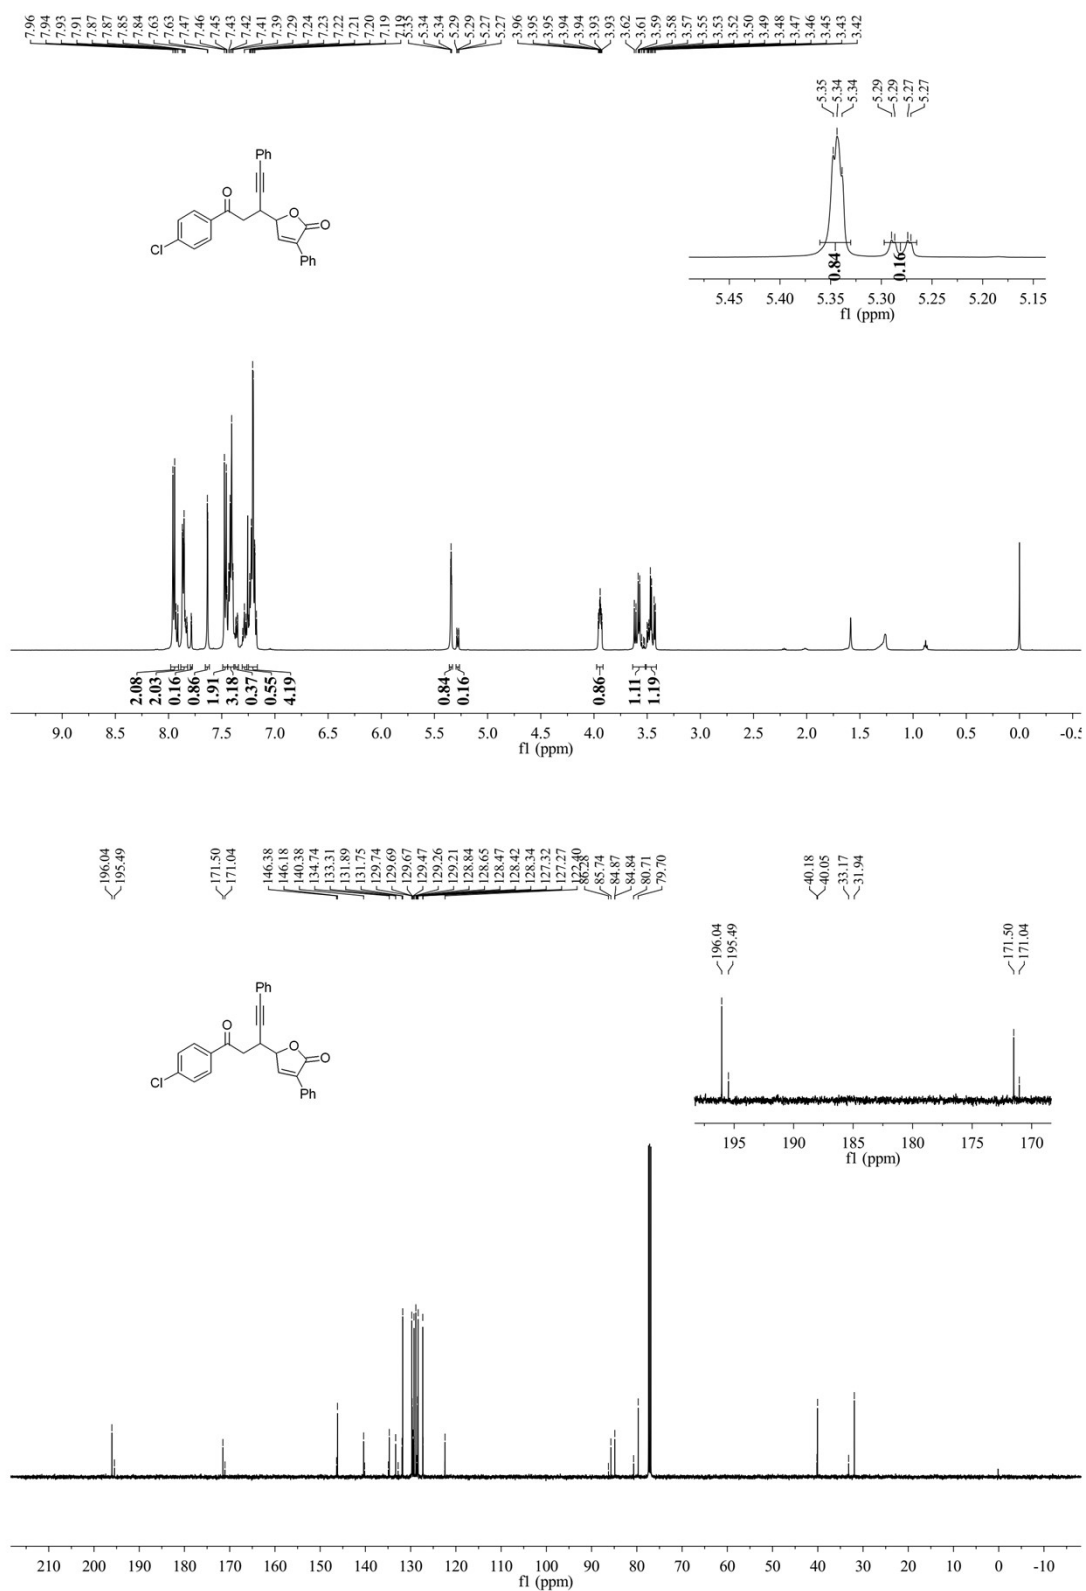 7.96 7.94 7.93 7.91 7.87 7.87 7.85 7.84 7.63 7.63 7.47 7.46 7.45 7.43 7.42 7.41 7.39 7.29 7.24 7.23 7.22 7.21 7.20 7.19 7.19 5.35 5.34 5.34 5.29 5.29 5.27 5.27 3.96 3.95 3.95 3.94 3.94 3.93 3.93 3.62 3.61 3.59 3.58 3.57 3.55 3.53 3.52 3.50 3.49 3.48 3.47 3.46 3.45 3.43 3.42
5.35 5.34 5.34 5.29 5.29 5.27 5.27
Ph
O
O
O
Cl
Ph
0.84 0.16
5.45 5.40 5.35 5.30 5.25 5.20 5.15
f1 (ppm)
2.08 2.03 0.16 0.86 1.91 3.18 0.37 0.55 4.19 0.84 0.16 0.86 1.11 1.19
9.0 8.5 8.0 7.5 7.0 6.5 6.0 5.5 5.0 4.5 4.0 3.5 3.0 2.5 2.0 1.5 1.0 0.5 0.0 -0.5
f1 (ppm)
196.04 195.49 171.50 171.04 146.38 146.18 140.38 134.74 133.31 131.89 131.75 129.74 129.69 129.67 129.47 129.26 129.21 128.84 128.65 128.47 128.42 128.34 127.32 127.27 122.40 86.28 85.74 84.87 84.84 80.71 79.70 40.18 40.05 33.17 31.94
196.04 195.49 171.50 171.04
Ph
O
O
O
Cl
Ph
195 190 185 180 175 170
f1 (ppm)
210 200 190 180 170 160 150 140 130 120 110 100 90 80 70 60 50 40 30 20 10 0 -10
f1 (ppm)